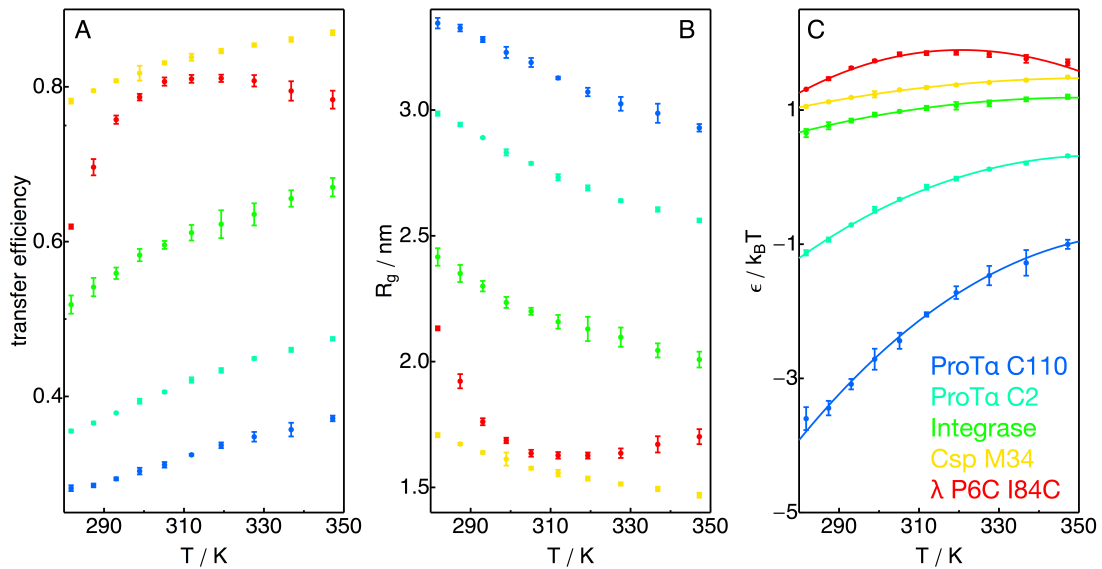 A
transfer efficiency
0.8
0.6
0.4
290
310
330
350
T / K
B
Rg / nm
3.0
2.5
2.0
1.5
290
310
330
350
T / K
C
ϵ / kBT
1
−1
−3
−5
290
310
330
350
T / K
ProTα C110
ProTα C2
Integrase
Csp M34
λ P6C I84C